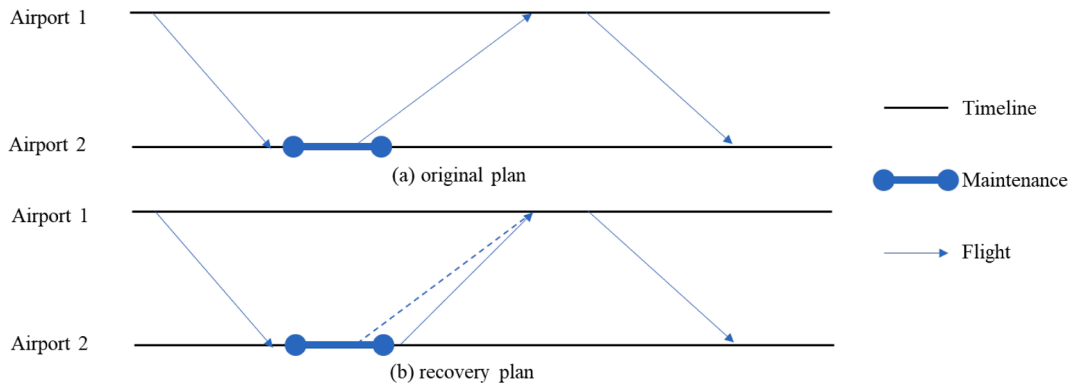 Airport 1
Airport 2
(a) original plan
Airport 1
Airport 2
(b) recovery plan
Timeline
Maintenance
Flight